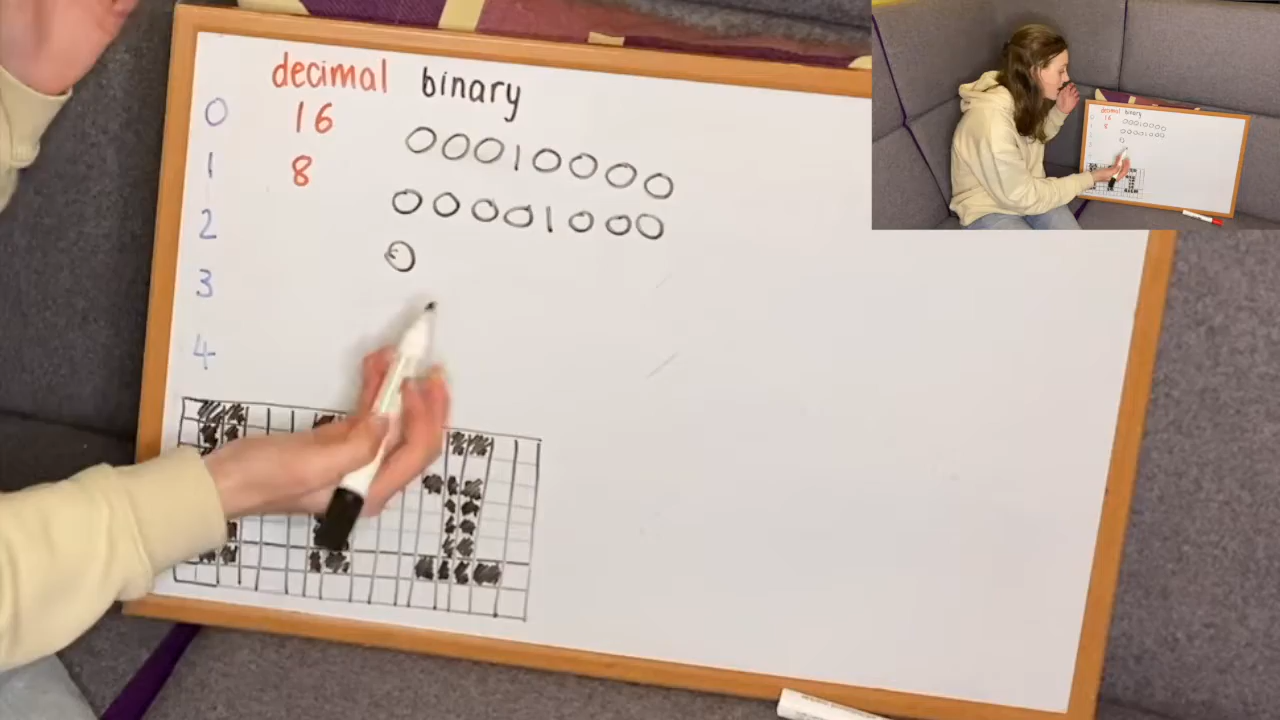 decimal binary
0 16 00010000
1 8 00001000
2 0
3
4